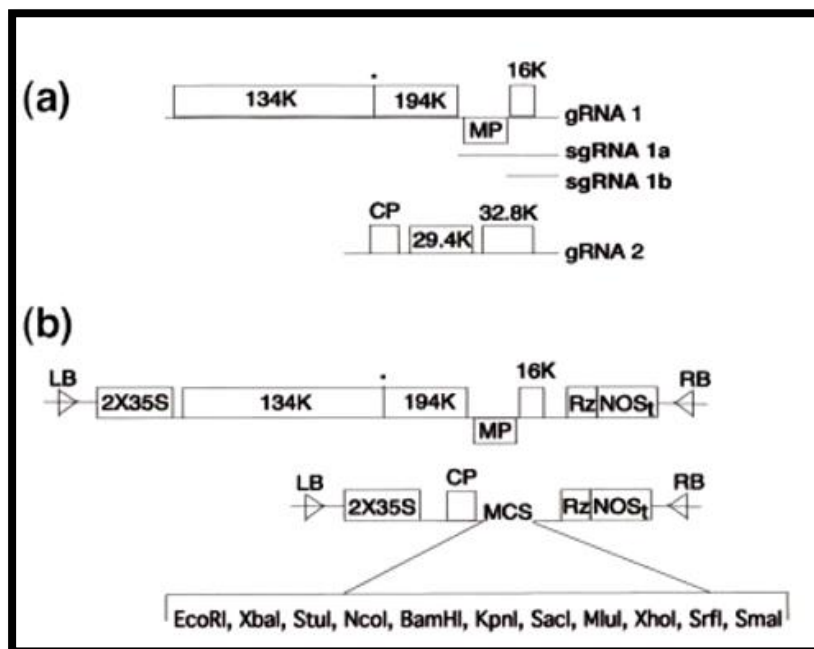 (a)
16K
134K * 194K gRNA 1
MP
sgRNA 1a
sgRNA 1b
CP 32.8K
29.4K gRNA 2
(b)
LB * 16K RB
2X35S 134K 194K Rz NOSt
MP
LB CP RB
2X35S MCS Rz NOSt
EcoRI, XbaI, StuI, NcoI, BamHI, KpnI, SacI, MluI, XhoI, SrfI, SmaI